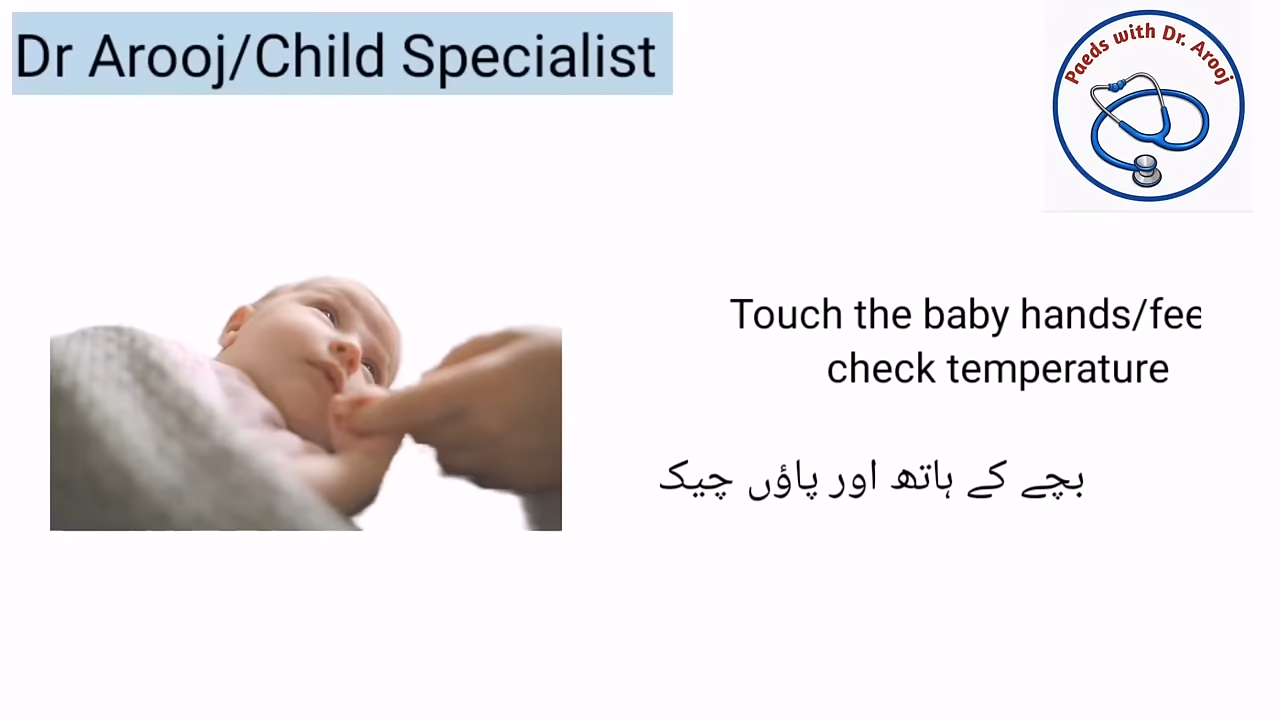 Dr Arooj/Child Specialist
Paeds with Dr. Arooj
Touch the baby hands/fee
check temperature
بچے کے ہاتھ اور پاؤں چیک